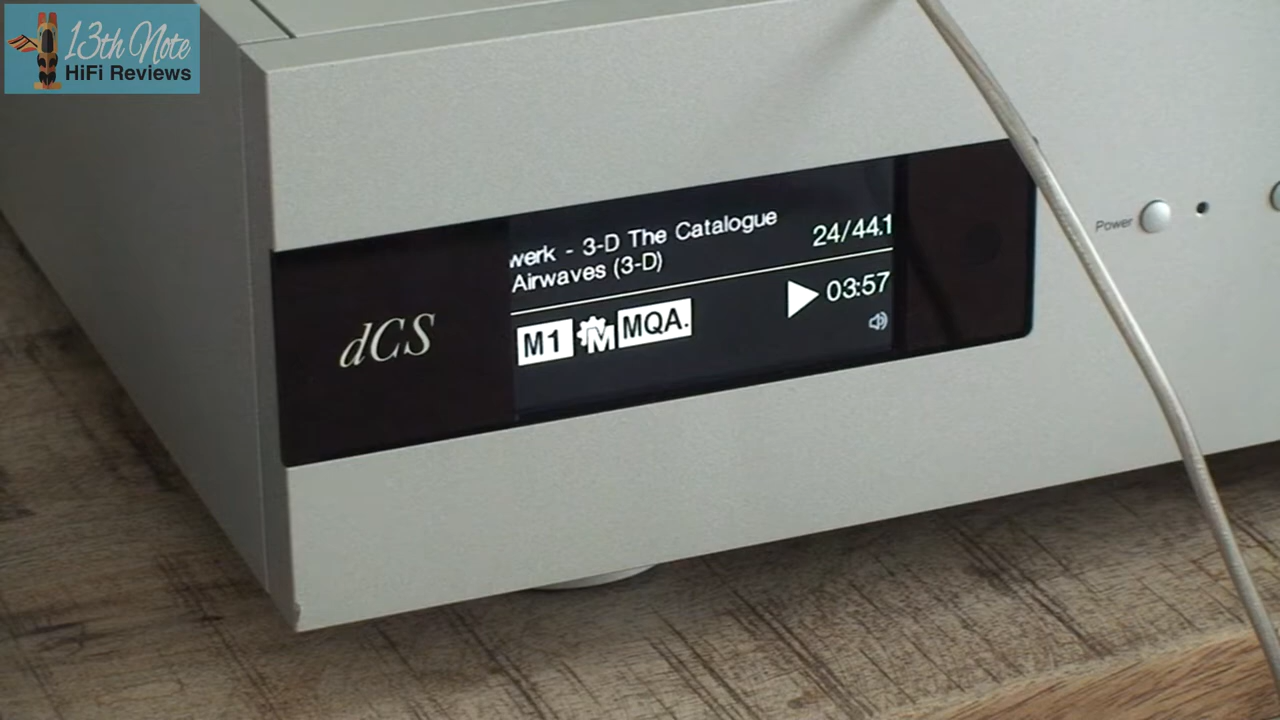 13th Note
HiFi Reviews
werk - 3-D The Catalogue
Airwaves (3-D)
24/44.1
03:57
M1 M MQA.
dCS
Power